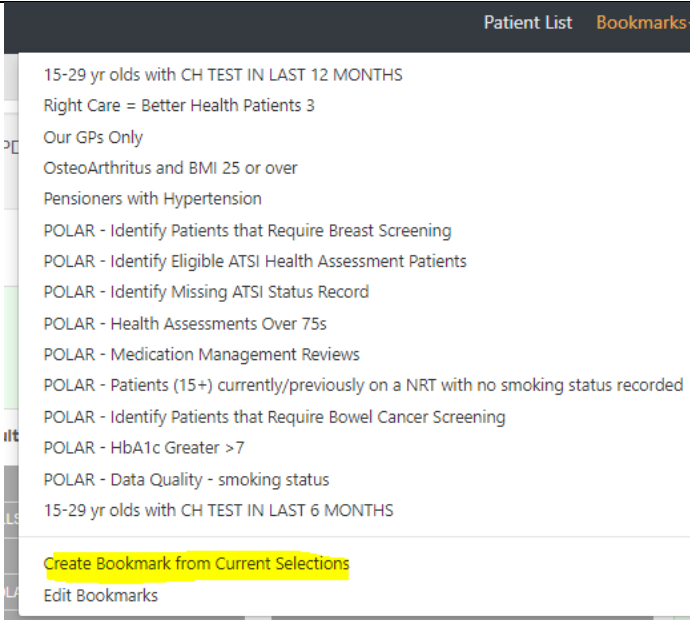 Patient List Bookmarks
15-29 yr olds with CH TEST IN LAST 12 MONTHS
Right Care = Better Health Patients 3
Our GPs Only
OsteoArthritus and BMI 25 or over
Pensioners with Hypertension
POLAR - Identify Patients that Require Breast Screening
POLAR - Identify Eligible ATSI Health Assessment Patients
POLAR - Identify Missing ATSI Status Record
POLAR - Health Assessments Over 75s
POLAR - Medication Management Reviews
POLAR - Patients (15+) currently/previously on a NRT with no smoking status recorded
POLAR - Identify Patients that Require Bowel Cancer Screening
POLAR - HbA1c Greater >7
POLAR - Data Quality - smoking status
15-29 yr olds with CH TEST IN LAST 6 MONTHS
Create Bookmark from Current Selections
Edit Bookmarks